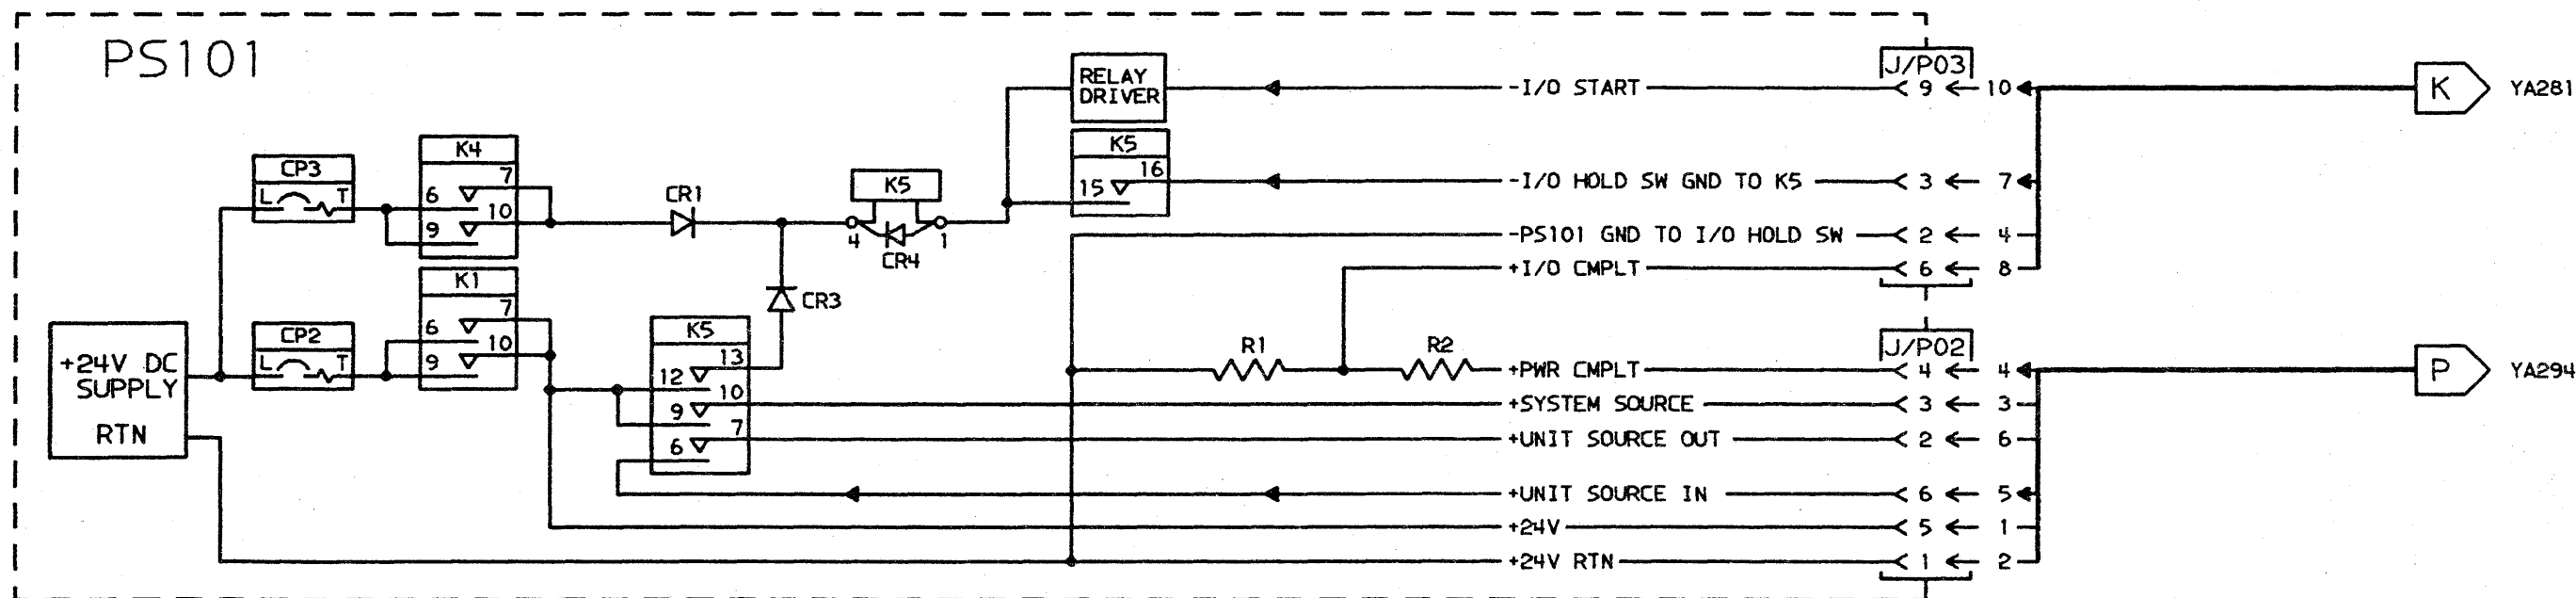 PS101
J/P03
RELAY
DRIVER
-I/O START 9 10 K YA281
K4
7
6
10
9
CP3
L T
CR1
K5
4 1
CR4
K5
16
15
-I/O HOLD SW GND TO K5 3 7
-PS101 GND TO I/O HOLD SW 2 4
+I/O CMPLT 6 8
K1
7
6
10
9
CP2
L T
CR3
+24V DC
SUPPLY
RTN
K5
13
12
10
9
7
6
R1 R2
J/P02
+PWR CMPLT 4 4 P YA294
+SYSTEM SOURCE 3 3
+UNIT SOURCE OUT 2 6
+UNIT SOURCE IN 6 5
+24V 5 1
+24V RTN 1 2